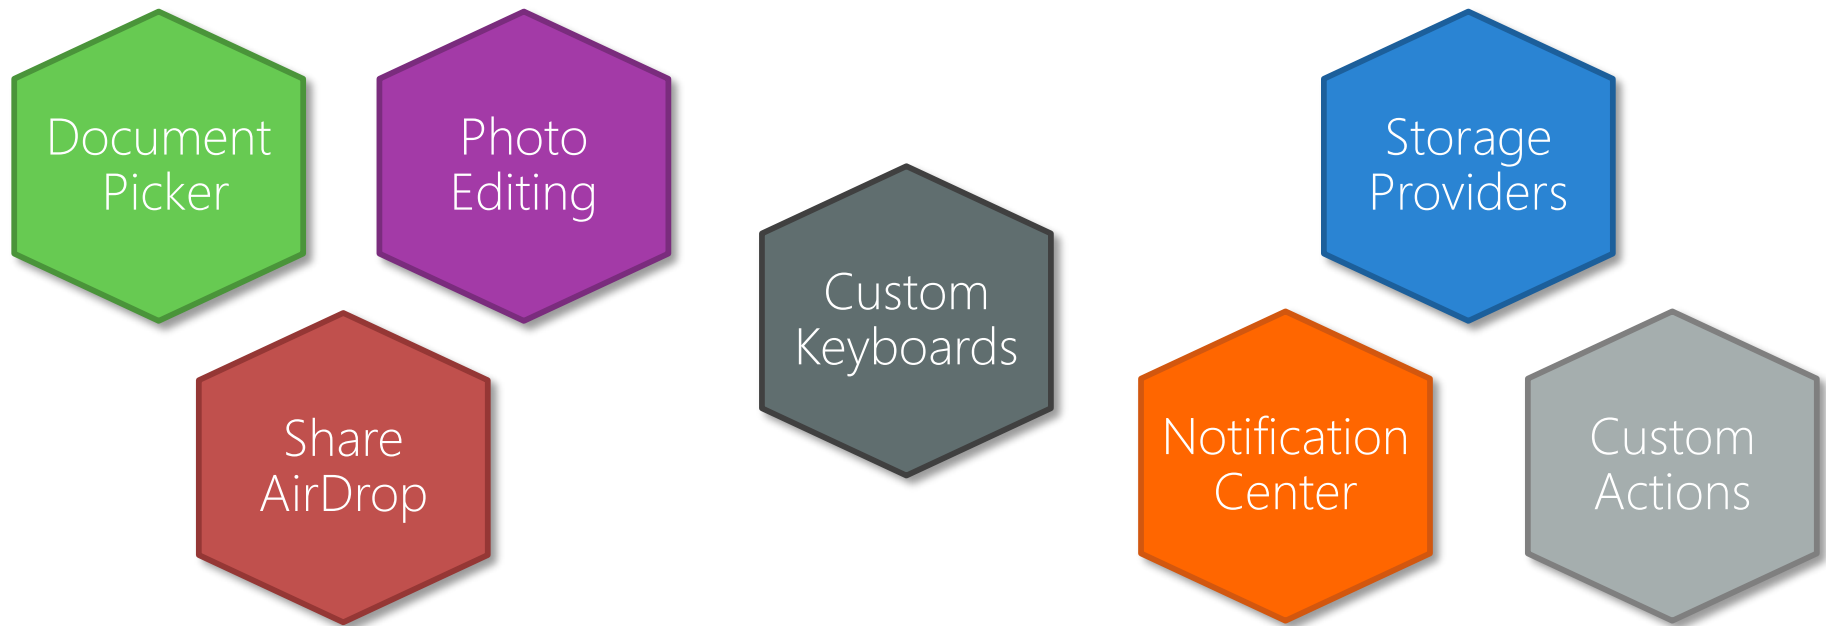 Document
Picker
Photo
Editing
Storage
Providers
Custom
Keyboards
Share
AirDrop
Notification
Center
Custom
Actions